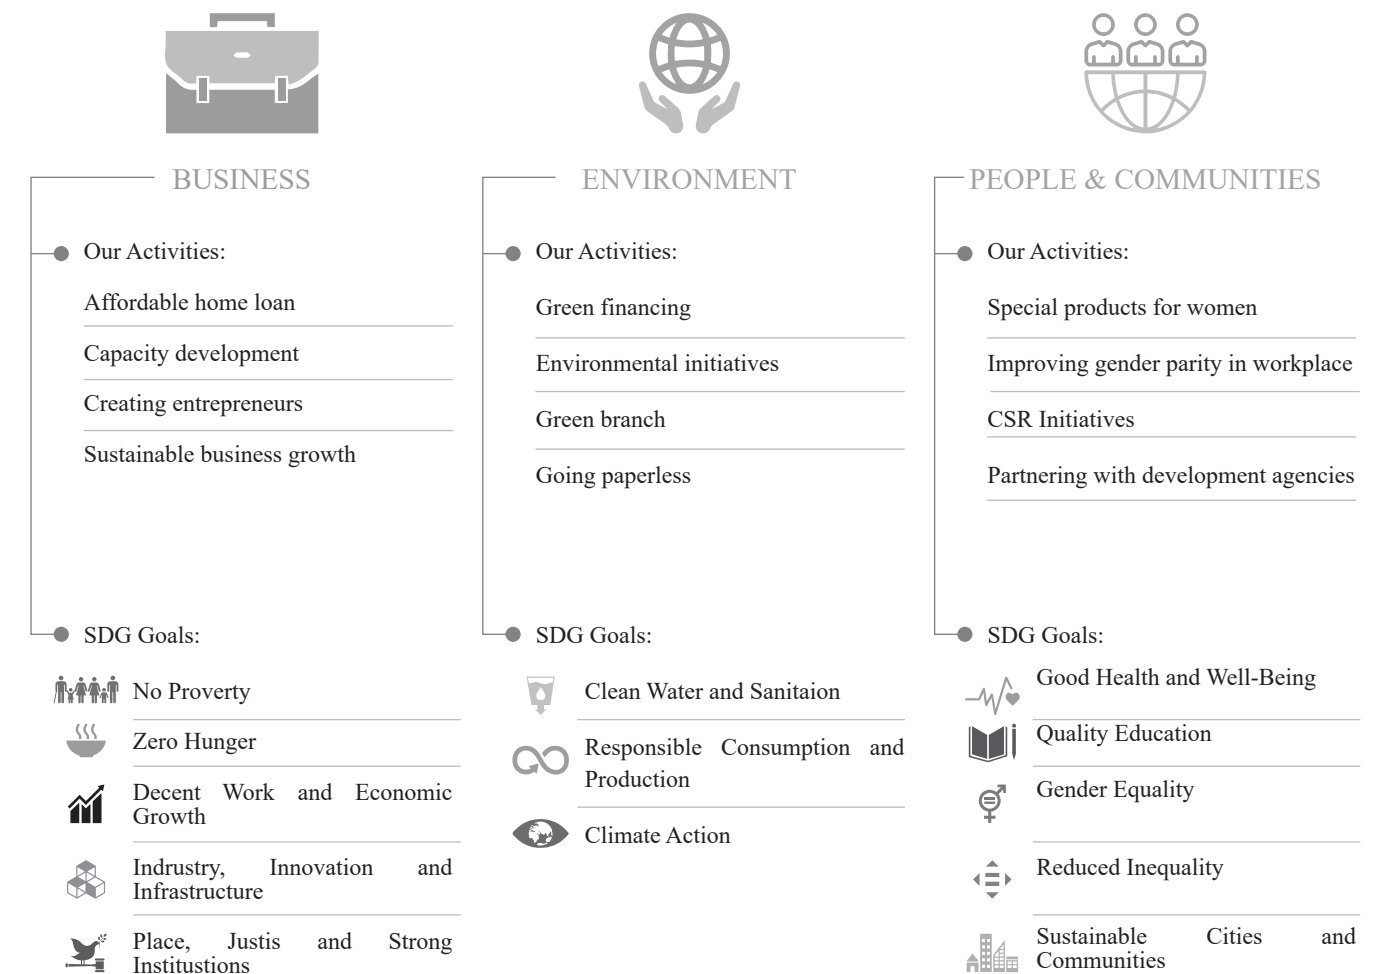 BUSINESS
Our Activities:
Affordable home loan
Capacity development
Creating entrepreneurs
Sustainable business growth
SDG Goals:
No Proverty
Zero Hunger
Decent Work and Economic
Growth
Indrustry, Innovation and
Infrastructure
Place, Justis and Strong
Institustions
ENVIRONMENT
Our Activities:
Green financing
Environmental initiatives
Green branch
Going paperless
SDG Goals:
Clean Water and Sanitaion
Responsible Consumption and
Production
Climate Action
PEOPLE & COMMUNITIES
Our Activities:
Special products for women
Improving gender parity in workplace
CSR Initiatives
Partnering with development agencies
SDG Goals:
Good Health and Well-Being
Quality Education
Gender Equality
Reduced Inequality
Sustainable Cities and
Communities